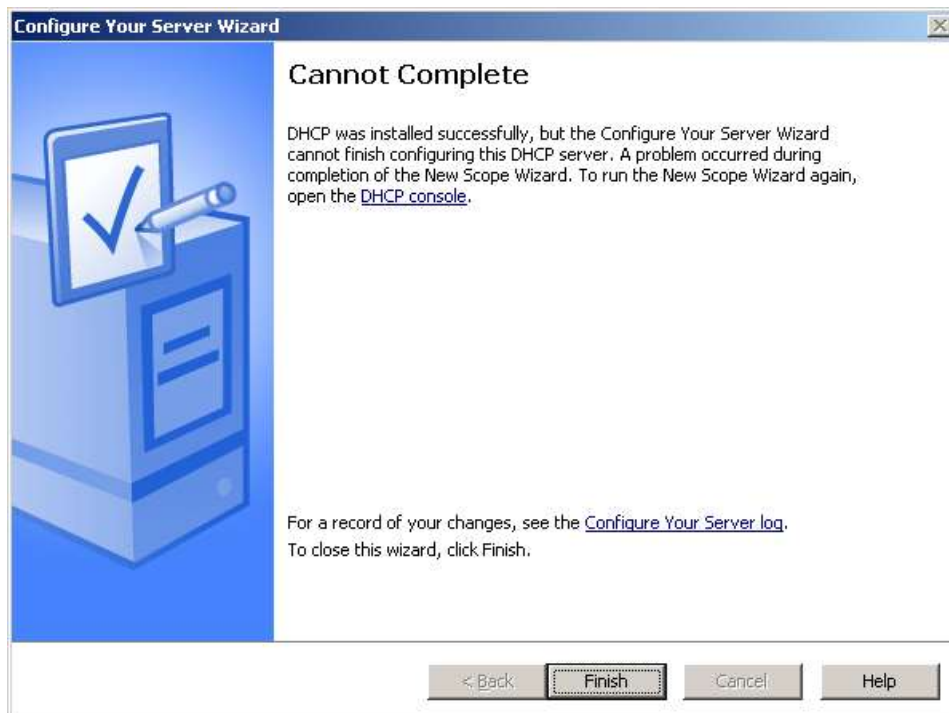 Configure Your Server Wizard
Cannot Complete
DHCP was installed successfully, but the Configure Your Server Wizard
cannot finish configuring this DHCP server. A problem occurred during
completion of the New Scope Wizard. To run the New Scope Wizard again,
open the DHCP console.
For a record of your changes, see the Configure Your Server log.
To close this wizard, click Finish.
< Back Finish Cancel Help